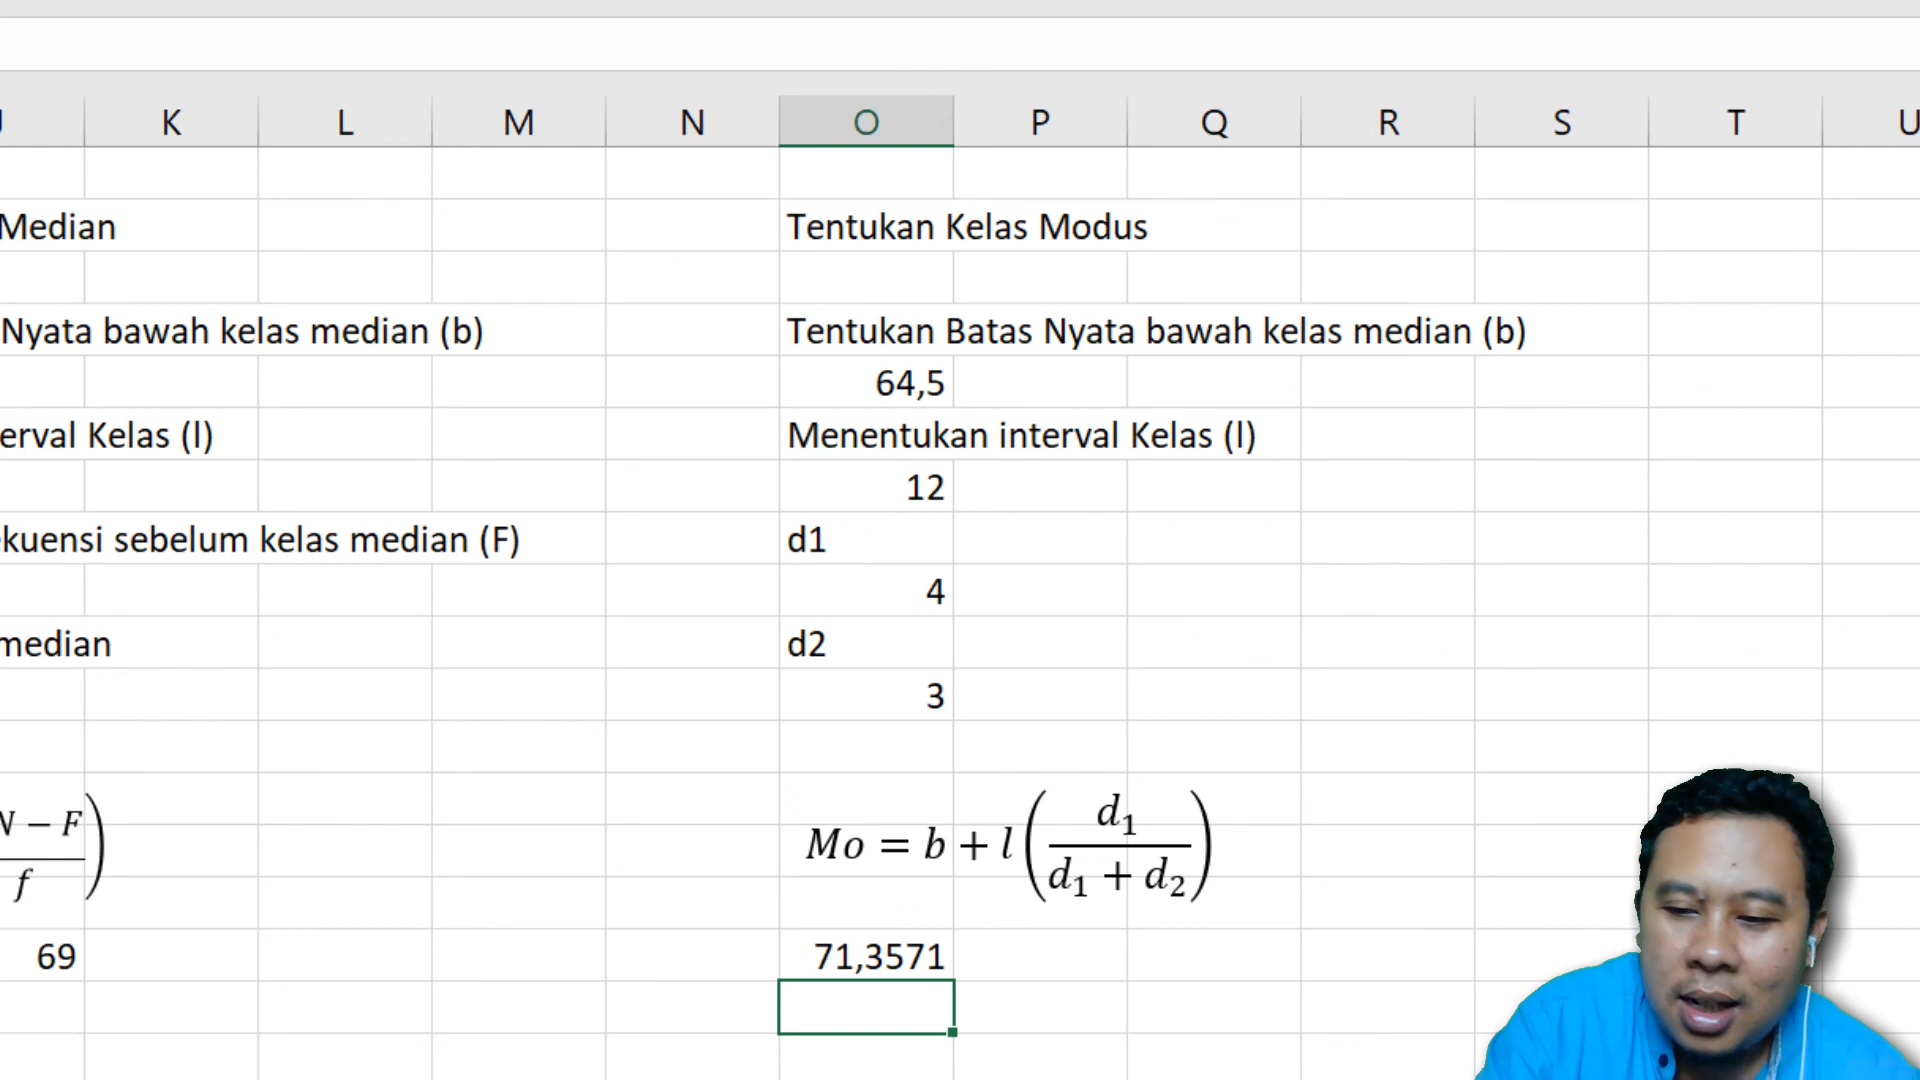 K L M N O P Q R S T U
Median
Tentukan Kelas Modus
Nyata bawah kelas median (b)
Tentukan Batas Nyata bawah kelas median (b)
64,5
erval Kelas (l)
Menentukan interval Kelas (l)
12
ekuensi sebelum kelas median (F)
d1
4
median
d2
3
N − F
f
Mo = b + l(d1 / d1 + d2)
69
71,3571